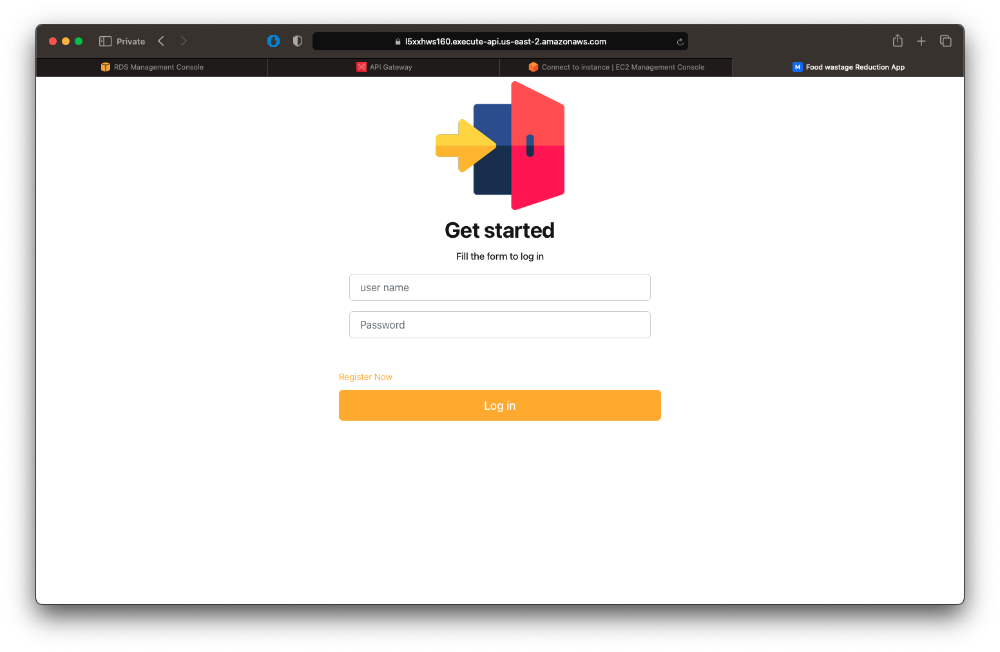 Private
l5xxhws160.execute-api.us-east-2.amazonaws.com
RDS Management Console
API Gateway
Connect to instance | EC2 Management Console
M
Food wastage Reduction App
Get started
Fill the form to log in
user name
Password
Register Now
Log in